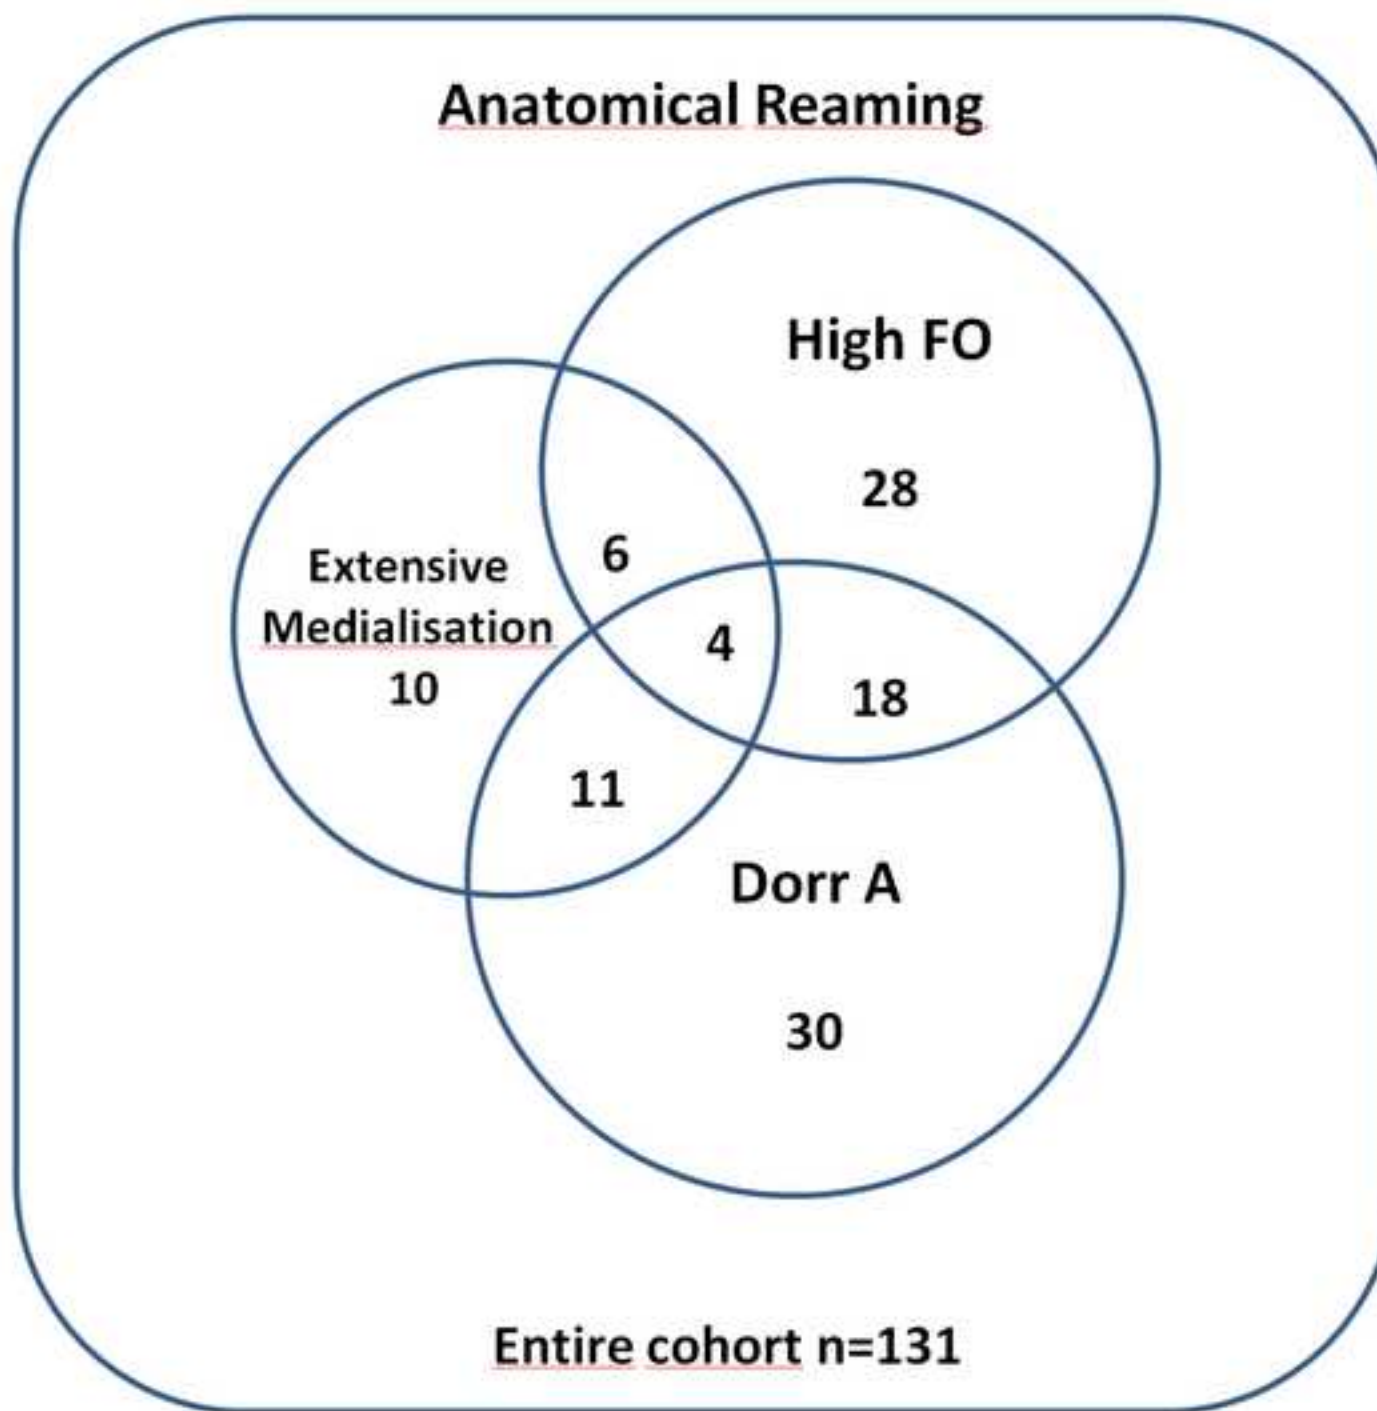 Anatomical Reaming
High FO
28
Extensive
Medialisation
10
6
4
18
11
Dorr A
30
Entire cohort n=131